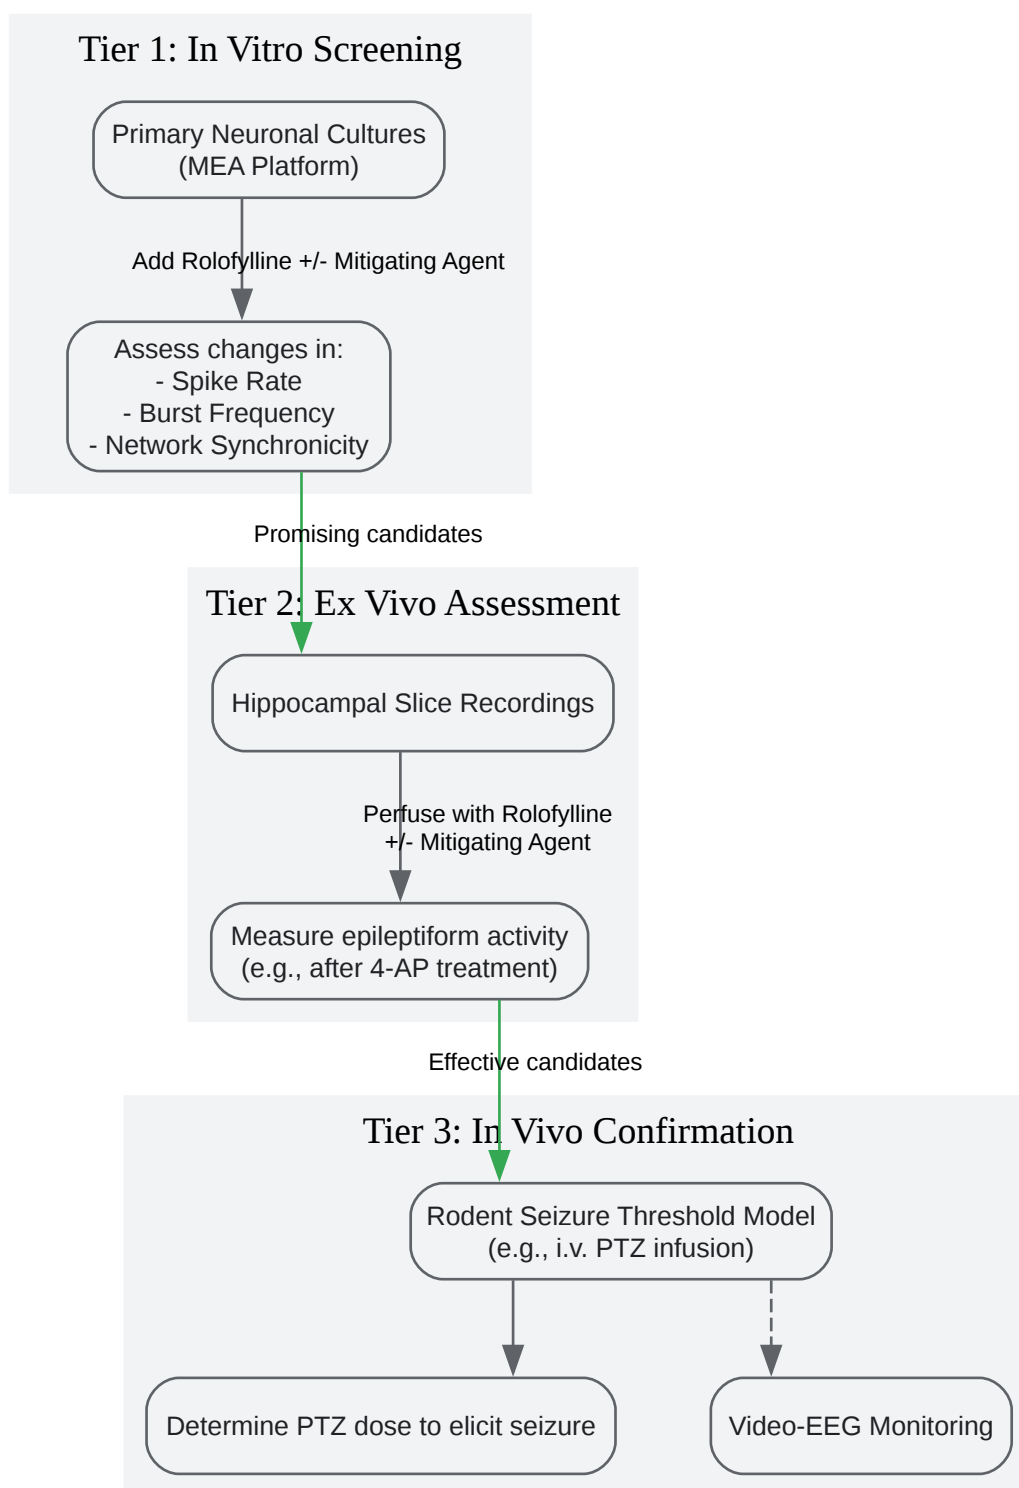 Tier 1: In Vitro Screening
Primary Neuronal Cultures
(MEA Platform)
Add Rolofylline +/- Mitigating Agent
Assess changes in:
- Spike Rate
- Burst Frequency
- Network Synchronicity
Promising candidates
Tier 2: Ex Vivo Assessment
Hippocampal Slice Recordings
Perfuse with Rolofylline
+/- Mitigating Agent
Measure epileptiform activity
(e.g., after 4-AP treatment)
Effective candidates
Tier 3: In Vivo Confirmation
Rodent Seizure Threshold Model
(e.g., i.v. PTZ infusion)
Determine PTZ dose to elicit seizure
Video-EEG Monitoring